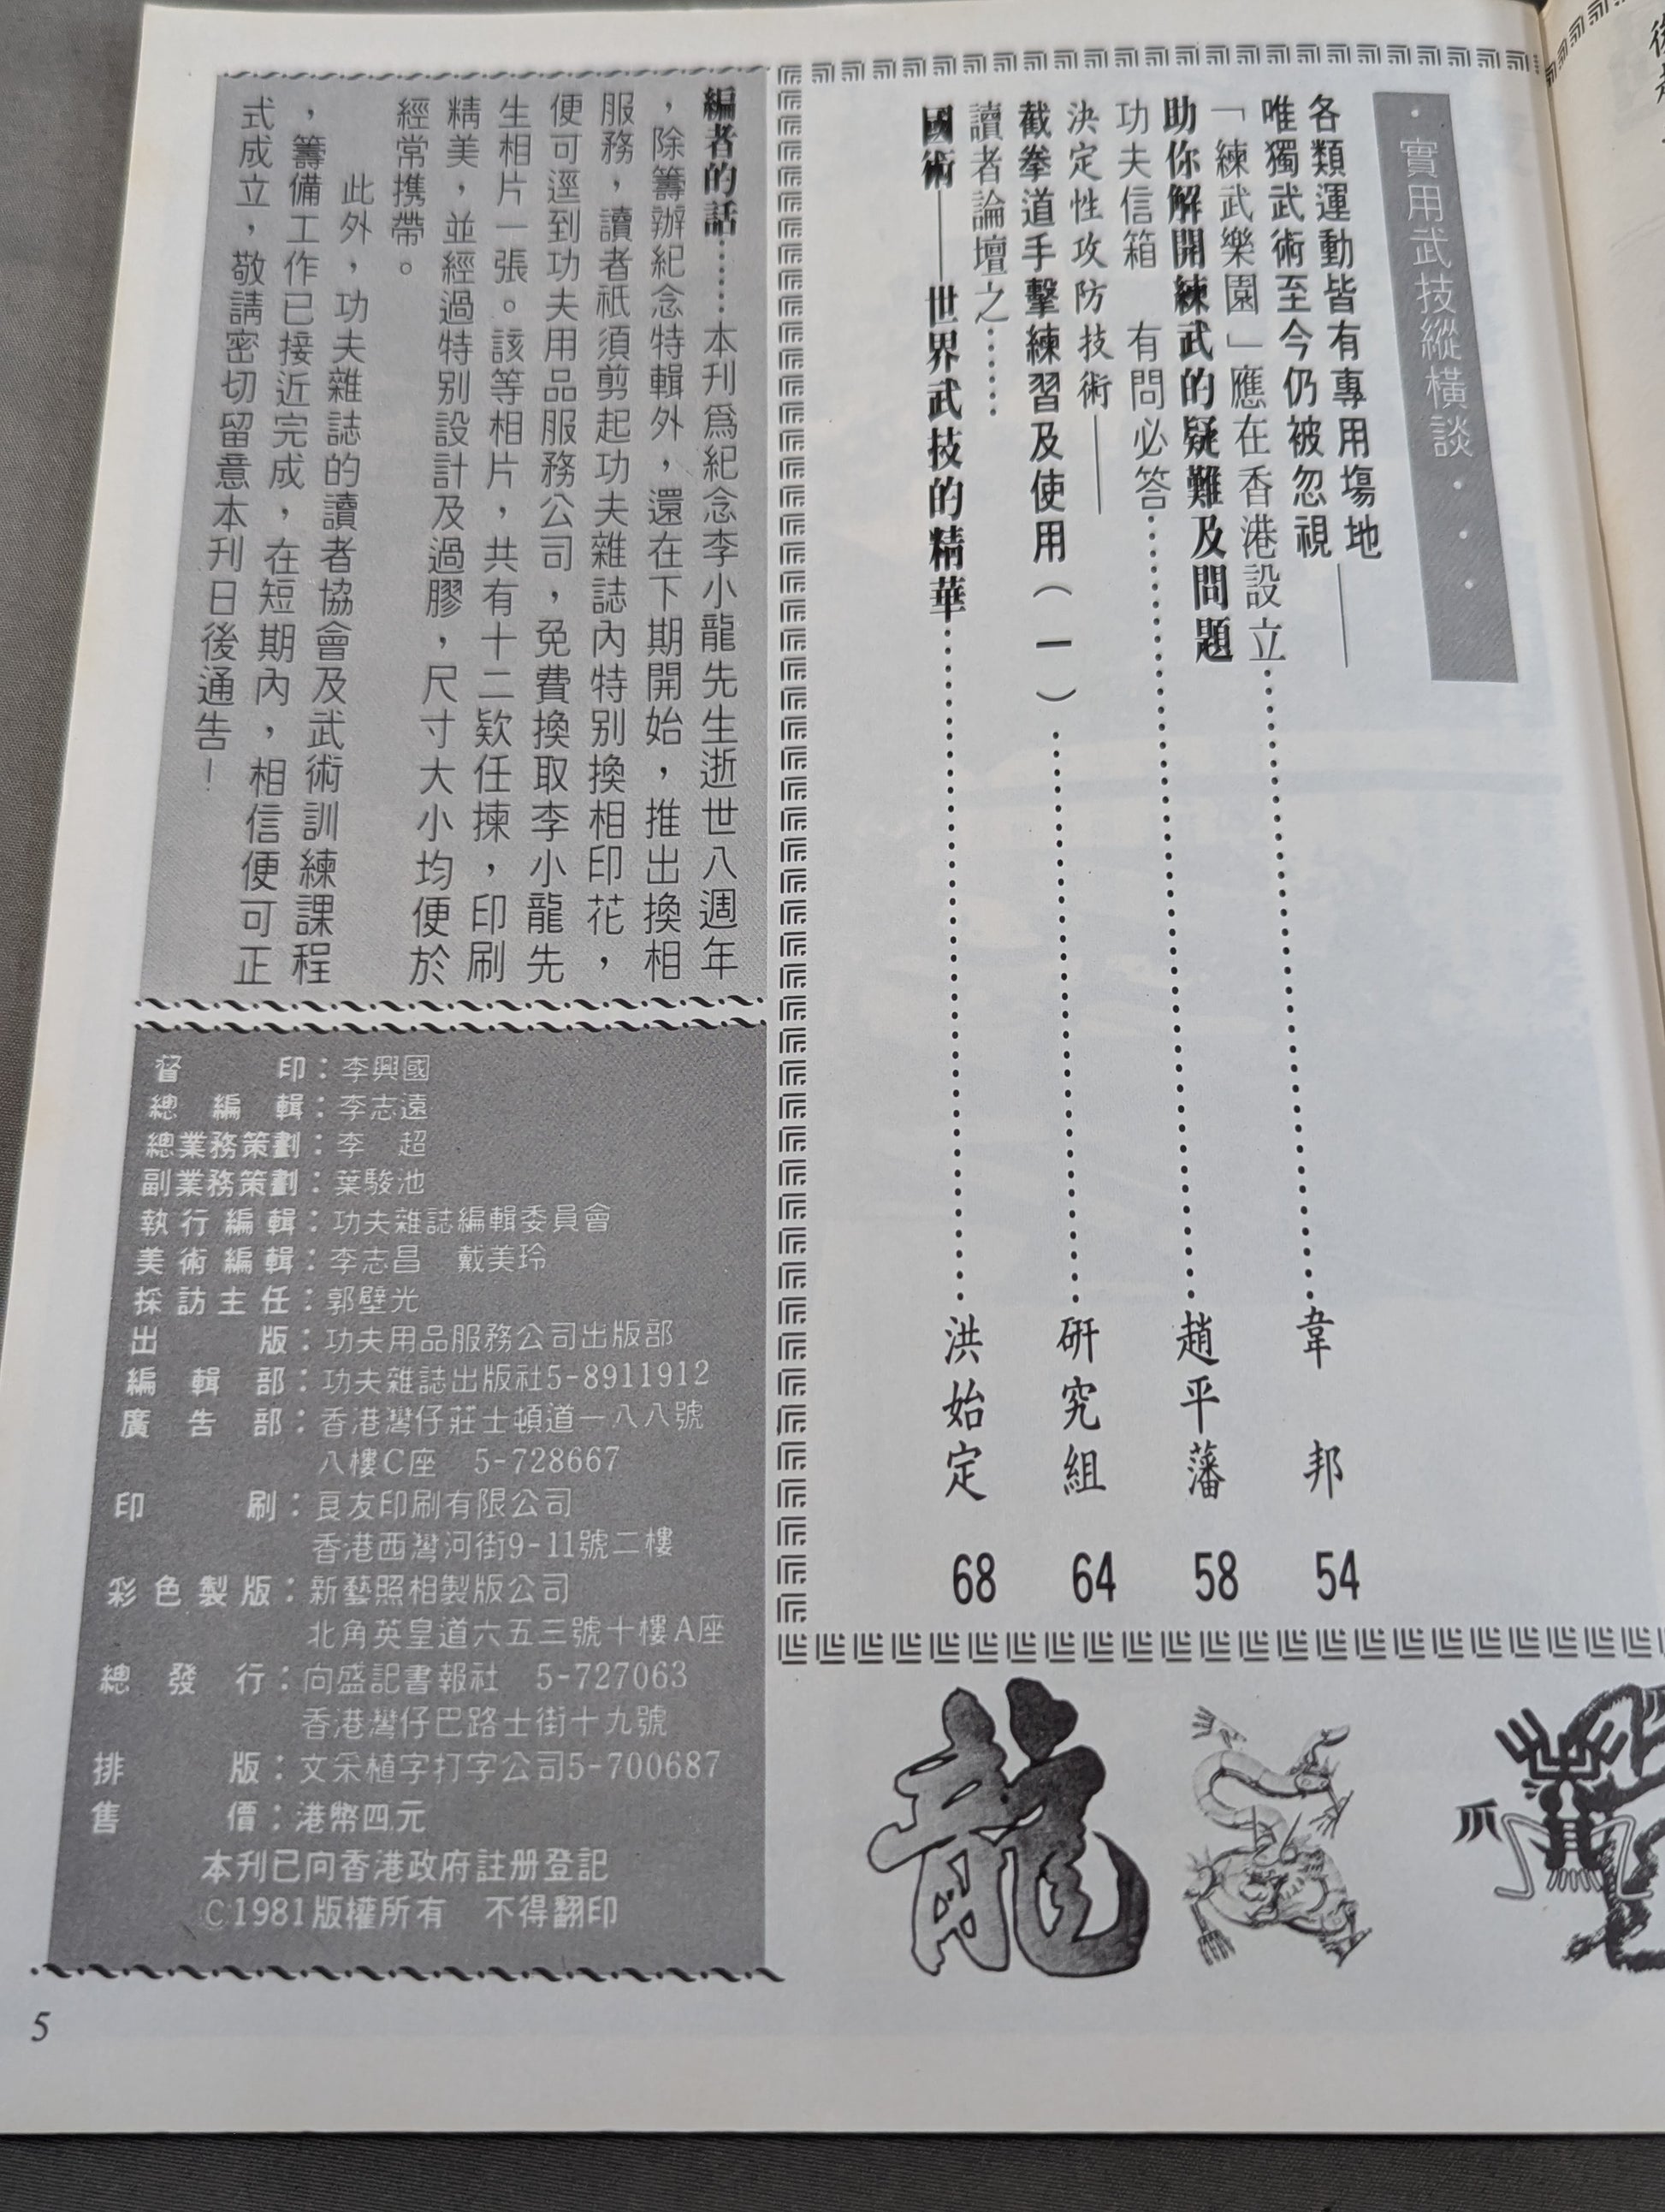 ・實用武技縱橫談・・・
各類運動皆有專用場地——
唯獨武術至今仍被忽視
「練武樂園」應在香港設立……韋　邦　54
助你解開練武的疑難及問題
功夫信箱　有問必答……趙平藩　58
決定性攻防技術——
截拳道手擊練習及使用（一）……研究組　64
讀者論壇之……
國術——世界武技的精華……洪始定　68
編者的話……本刊爲紀念李小龍先生逝世八週年
，除籌辦紀念特輯外，還在下期開始，推出換相
服務，讀者祇須剪起功夫雜誌內特别換相印花，
便可逕到功夫用品服務公司，免費換取李小龍先
生相片一張。該等相片，共有十二欵任揀，印刷
精美，並經過特别設計及過膠，尺寸大小均便於
經常携帶。
此外，功夫雜誌的讀者協會及武術訓練課程
，籌備工作已接近完成，在短期內，相信便可正
式成立，敬請密切留意本刊日後通告！
督印：李興國
總編輯：李志遠
總業務策劃：李　超
副業務策劃：葉駿池
執行編輯：功夫雜誌編輯委員會
美術編輯：李志昌　戴美玲
採訪主任：郭壁光
出版：功夫用品服務公司出版部
編輯部：功夫雜誌出版社5-8911912
廣告部：香港灣仔莊士頓道一八八號
八樓C座　5-728667
印刷：良友印刷有限公司
香港西灣河街9-11號二樓
彩色製版：新藝照相製版公司
北角英皇道六五三號十樓A座
總發行：向盛記書報社　5-727063
香港灣仔巴路士街十九號
排版：文采植字打字公司5-700687
售價：港幣四元
本刊已向香港政府註册登記
©1981版權所有　不得翻印
龍
爪
5